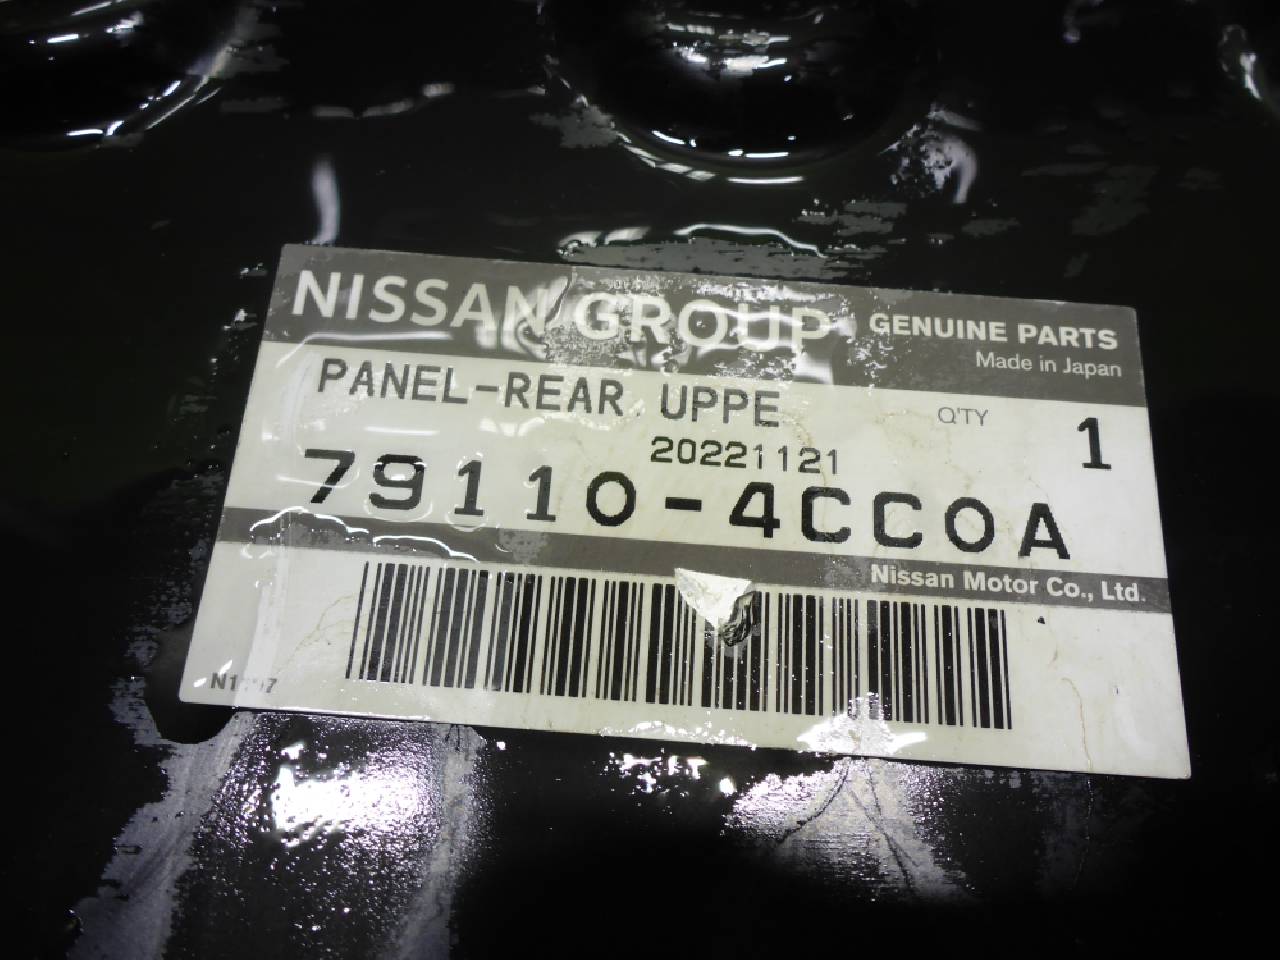 NISSAN GROUP GENUINE PARTS
Made in Japan
PANEL-REAR UPPE Q'TY 1
20221121
79110-4CC0A
Nissan Motor Co., Ltd.